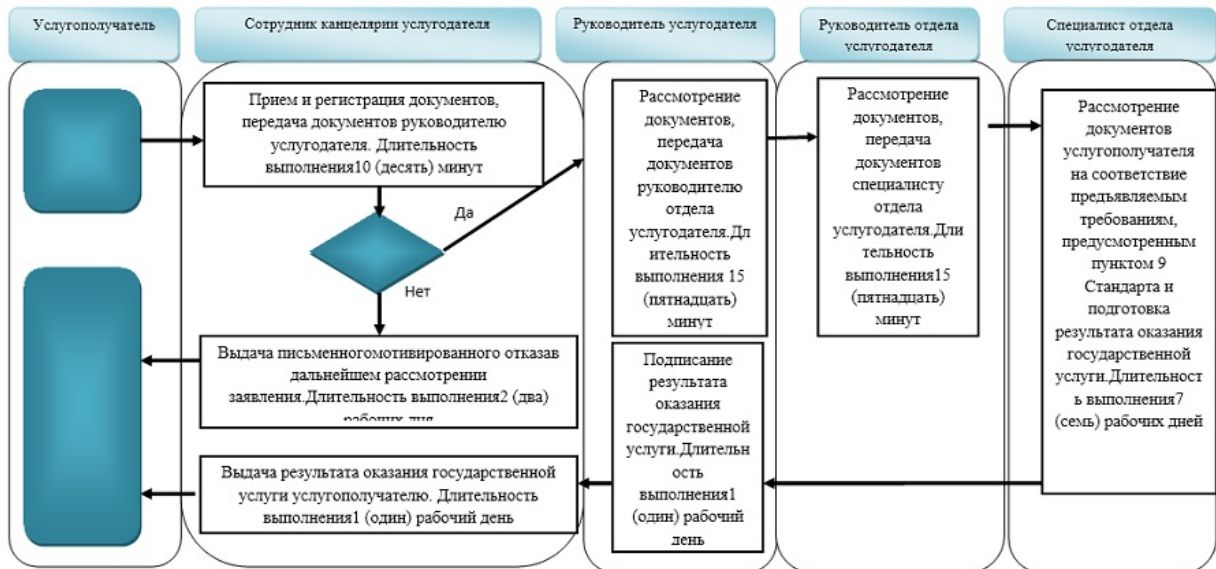 Услугополучатель
Сотрудник канцелярии услугодателя
Руководитель услугодателя
Руководитель отдела
услугодателя
Специалист отдела
услугодателя
Прием и регистрация документов,
передача документов руководителю
услугодателя. Длительность
выполнения10 (десять) минут
Да
Нет
Выдача письменногомотивированного отказав
дальнейшем рассмотрении
заявления.Длительность выполнения2 (два)
рабочих дня
Выдача результата оказания государственной
услуги услугополучателю. Длительность
выполнения1 (один) рабочий день
Рассмотрение
документов,
передача
документов
руководителю
отдела
услугодателя.Дл
ительность
выполнения 15
(пятнадцать)
минут
Подписание
результата
оказания
государственной
услуги.Длительн
ость
выполнения1
(один) рабочий
день
Рассмотрение
документов,
передача
документов
специалисту
отдела
услугодателя.Дли
тельность
выполнения15
(пятнадцать)
минут
Рассмотрение
документов
услугополучателя
на соответствие
предъявляемым
требованиям,
предусмотренным
пунктом 9
Стандарта и
подготовка
результата оказания
государственной
услуги.Длительност
ь выполнения7
(семь) рабочих дней